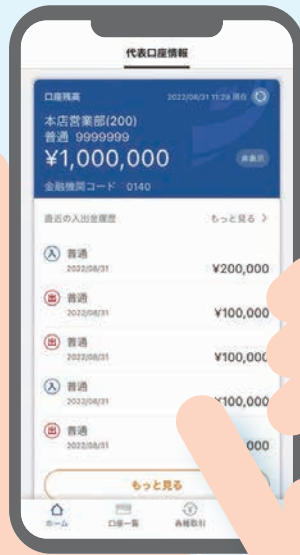 代表口座情報
口座残高
2022/08/31 11:29 現在
本店営業部(200)
普通 9999999
¥1,000,000
非表示
金融機関コード 0140
直近の入出金履歴
もっと見る >
入 普通
2022/08/31
¥200,000
出 普通
2022/08/31
¥100,000
出 普通
2022/08/31
¥100,000
入 普通
2022/08/31
¥100,000
出 普通
2022/08/31
000
もっと見る
ホーム
口座一覧
各種取引